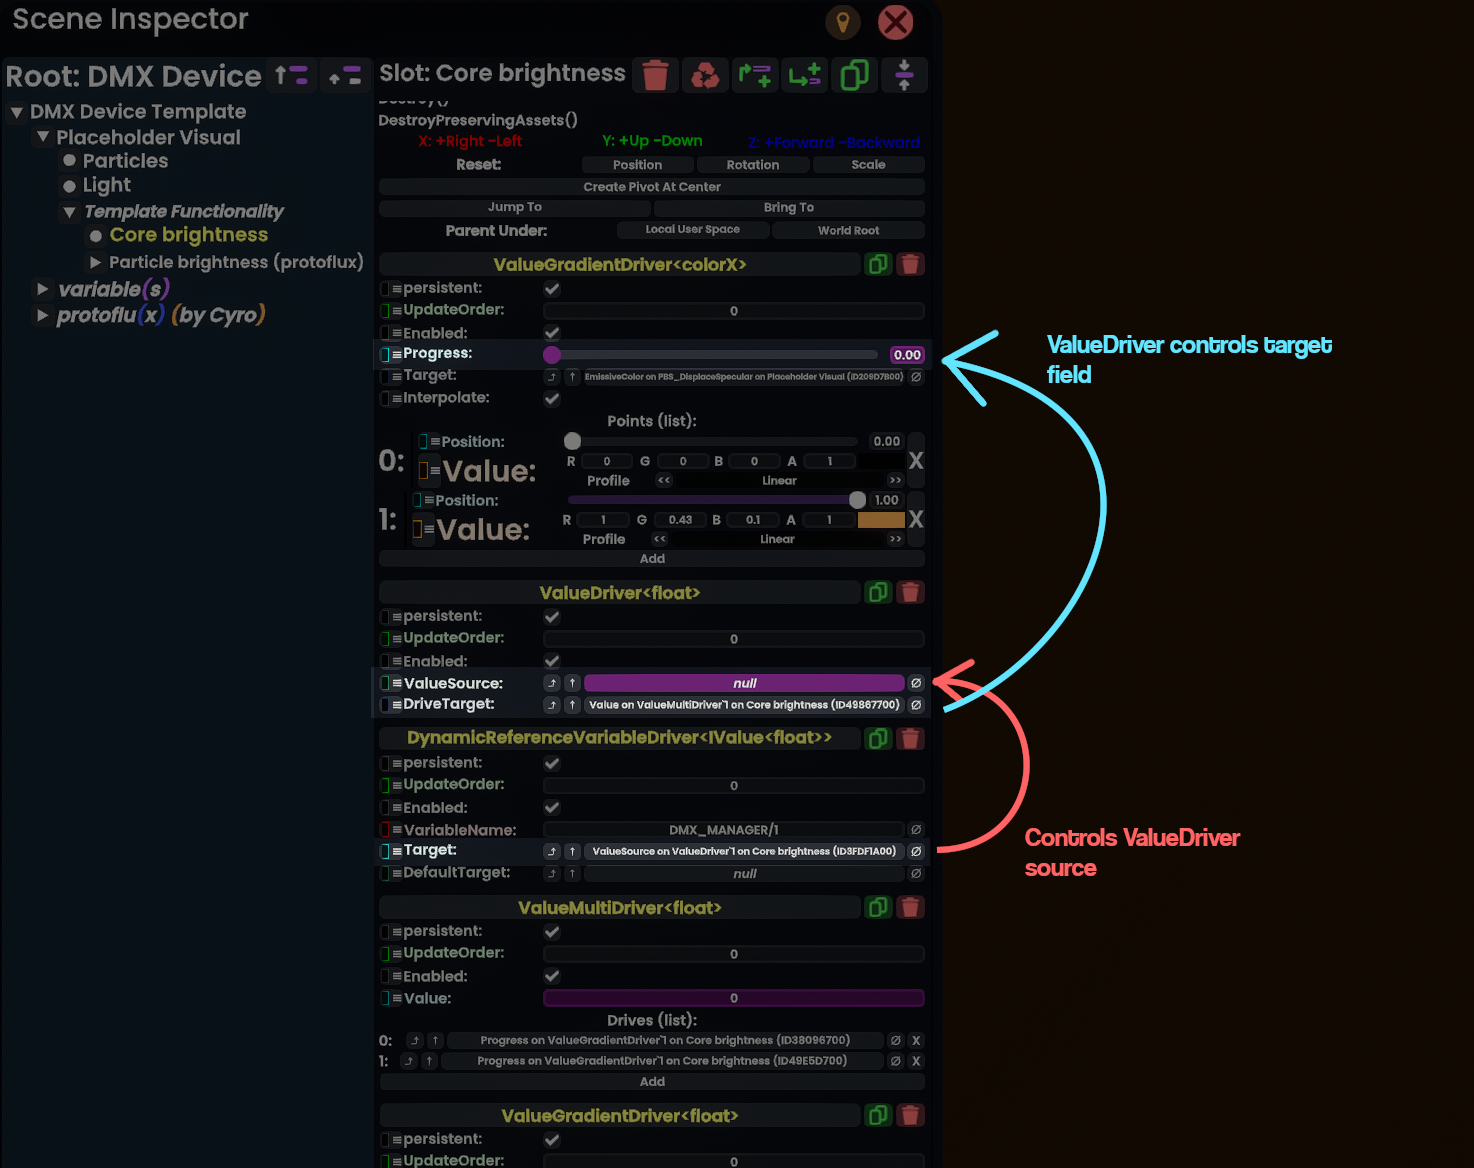 Scene Inspector
Root: DMX Device
DMX Device Template
Placeholder Visual
Particles
Light
Template Functionality
Core brightness
Particle brightness (protoflux)
variable(s)
protoflu(x) (by Cyro)
Slot: Core brightness
Destroy()
DestroyPreservingAssets()
X: +Right -Left Y: +Up -Down Z: +Forward -Backward
Reset: Position Rotation Scale
Create Pivot At Center
Jump To Bring To
Parent Under: Local User Space World Root
ValueGradientDriver<colorX>
persistent:
UpdateOrder: 0
Enabled:
Progress: 0.00
Target: EmissiveColor on PBS_DisplaceSpecular on Placeholder Visual (ID209D7B00) Ø
Interpolate:
Points (list):
0: Position: 0.00
Value: R 0 G 0 B 0 A 1 X
Profile << Linear >>
1: Position: 1.00
Value: R 1 G 0.43 B 0.1 A 1 X
Profile << Linear >>
Add
ValueDriver<float>
persistent:
UpdateOrder: 0
Enabled:
ValueSource: null Ø
DriveTarget: Value on ValueMultiDriver`1 on Core brightness (ID49867700) Ø
DynamicReferenceVariableDriver<IValue<float>>
persistent:
UpdateOrder: 0
Enabled:
VariableName: DMX_MANAGER/1 Ø
Target: ValueSource on ValueDriver`1 on Core brightness (ID3FDF1A00) Ø
DefaultTarget: null Ø
ValueMultiDriver<float>
persistent:
UpdateOrder: 0
Enabled:
Value: 0
Drives (list):
0: Progress on ValueGradientDriver`1 on Core brightness (ID38096700) Ø X
1: Progress on ValueGradientDriver`1 on Core brightness (ID49E5D700) Ø X
Add
ValueGradientDriver<float>
persistent:
UpdateOrder: 0
ValueDriver controls target
field
Controls ValueDriver
source